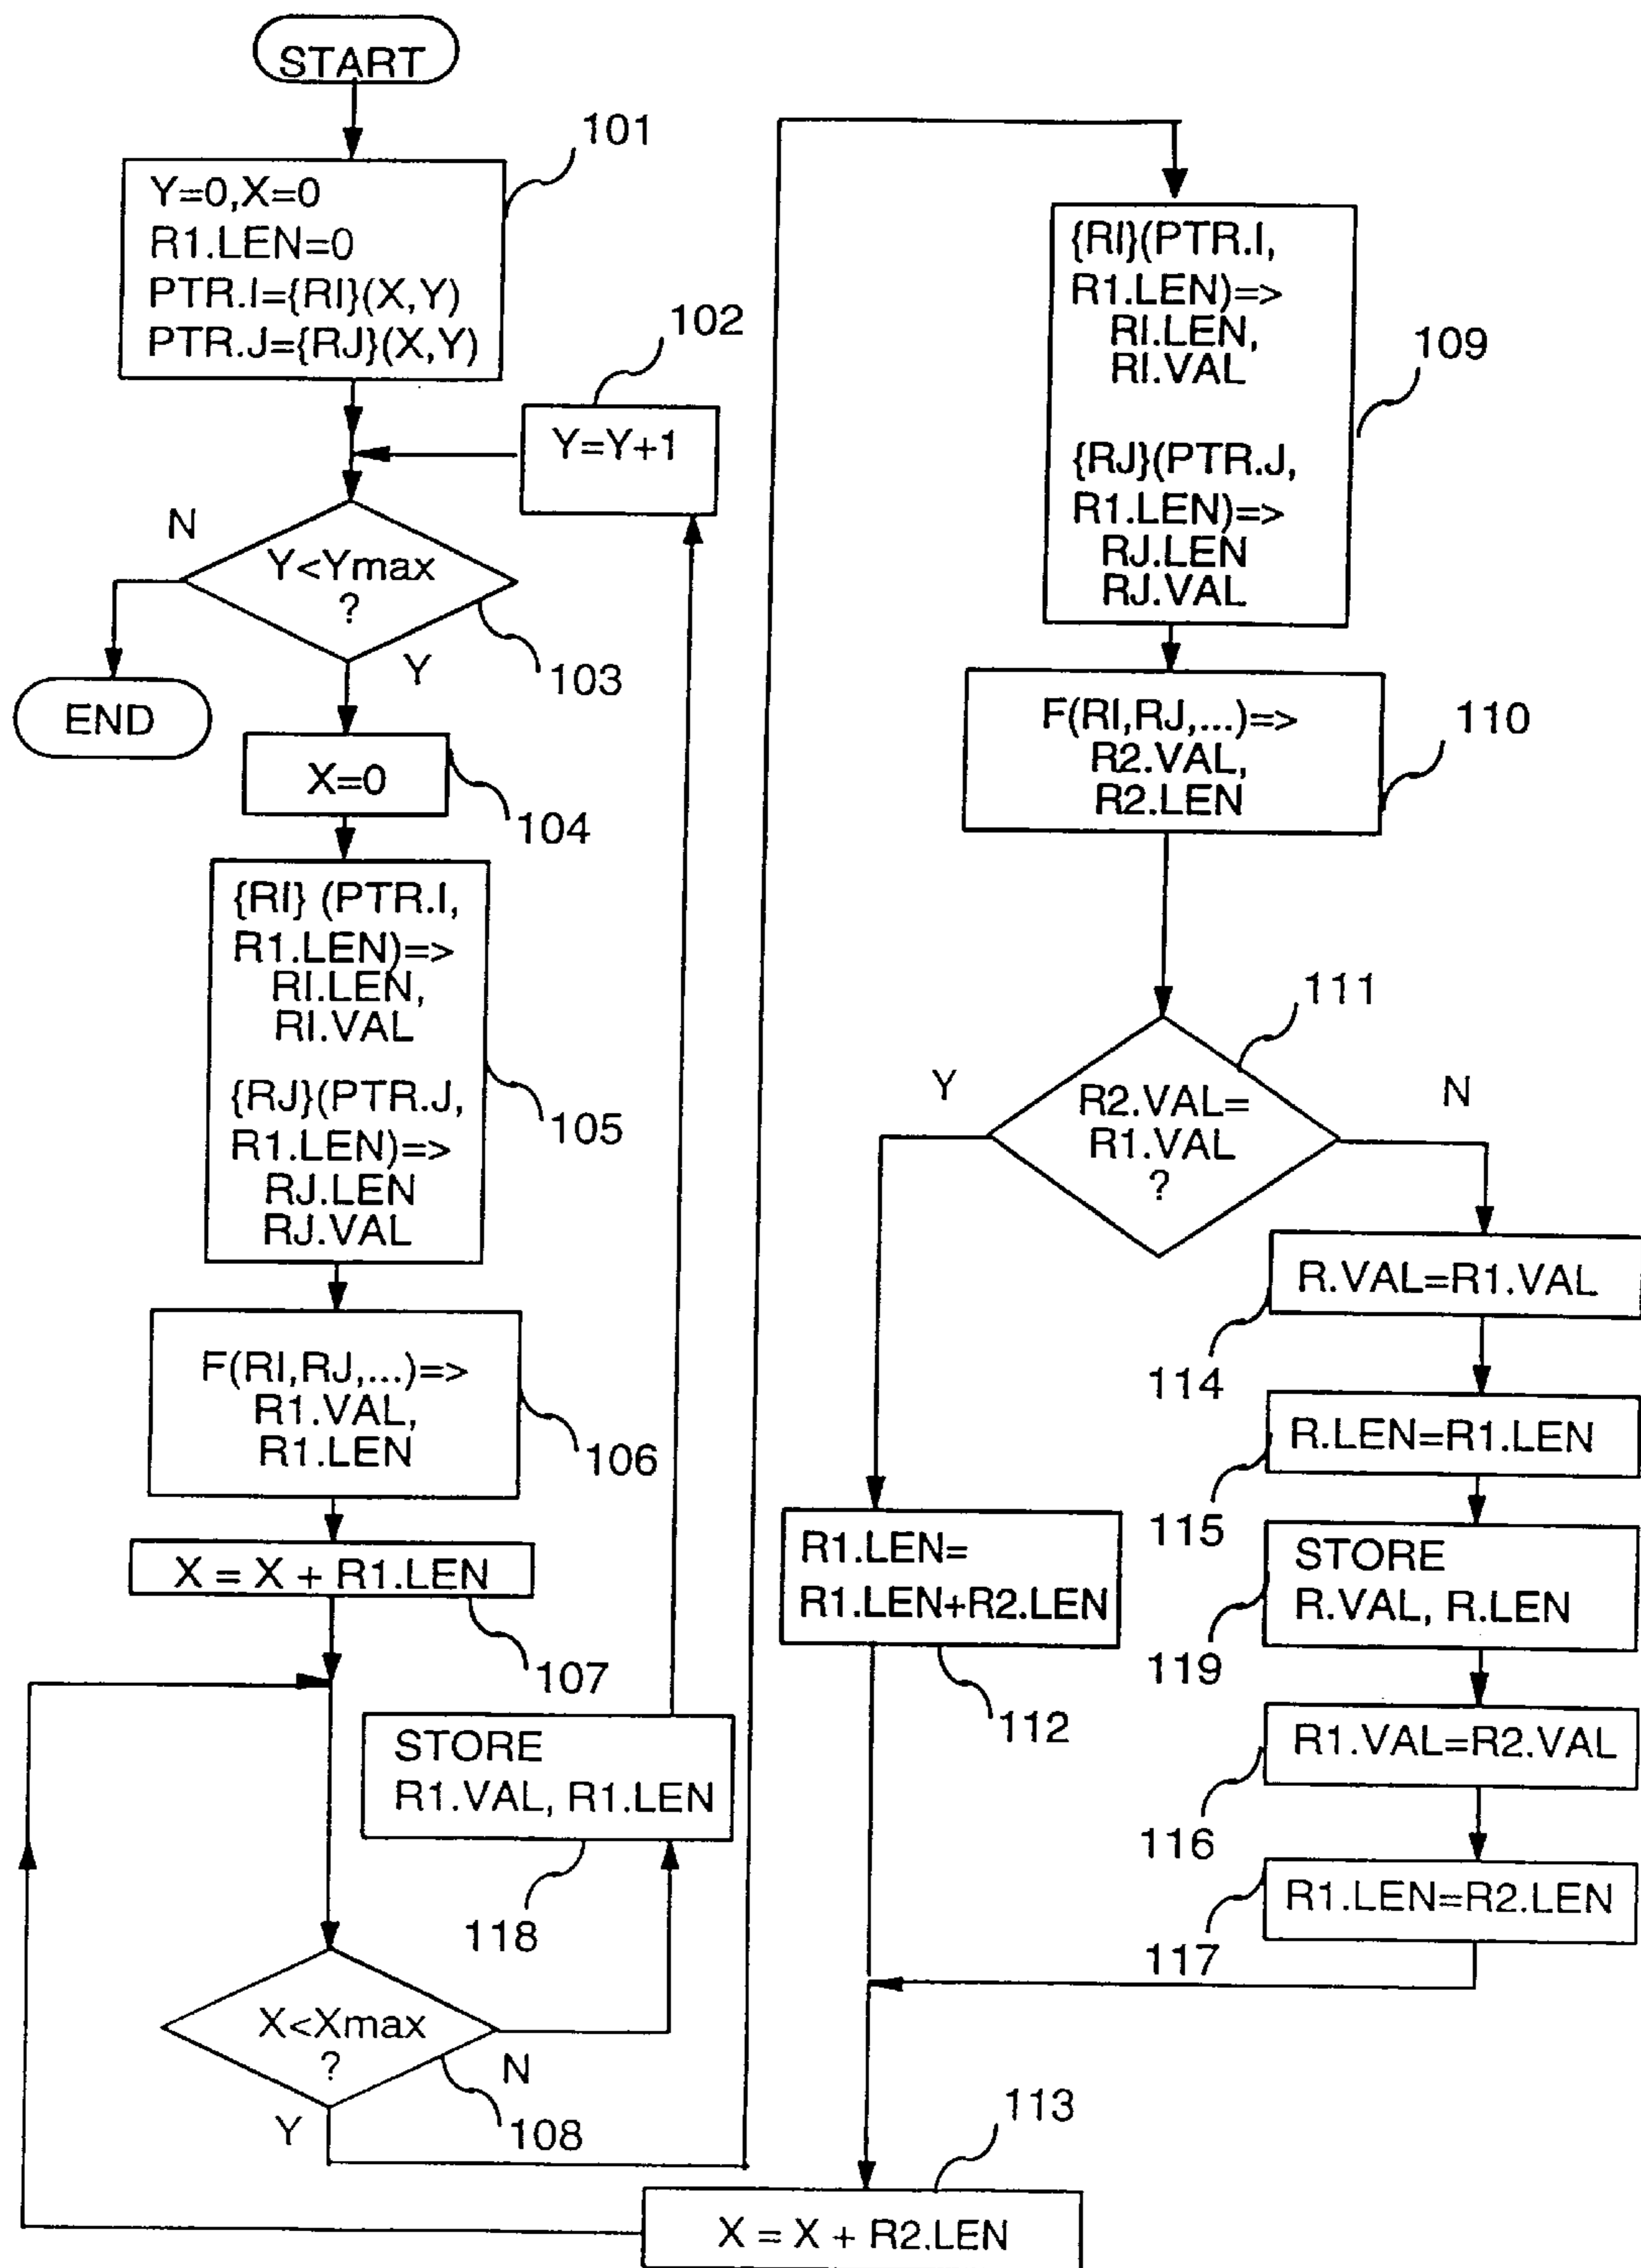 START
101
Y=0,X=0
R1.LEN=0
PTR.I={RI}(X,Y)
PTR.J={RJ}(X,Y)
102
Y=Y+1
N
Y<Ymax
?
Y
103
END
X=0
104
{RI} (PTR.I,
R1.LEN)=>
RI.LEN,
RI.VAL
{RJ}(PTR.J,
R1.LEN)=>
RJ.LEN
RJ.VAL
105
F(RI,RJ,...)=>
R1.VAL,
R1.LEN
106
X = X + R1.LEN
107
STORE
R1.VAL, R1.LEN
118
X<Xmax
?
N
Y
108
{RI}(PTR.I,
R1.LEN)=>
RI.LEN,
RI.VAL
{RJ}(PTR.J,
R1.LEN)=>
RJ.LEN
RJ.VAL
109
F(RI,RJ,...)=>
R2.VAL,
R2.LEN
110
111
Y
R2.VAL=
R1.VAL
?
N
R.VAL=R1.VAL
114
R.LEN=R1.LEN
115
STORE
R.VAL, R.LEN
119
R1.VAL=R2.VAL
116
R1.LEN=R2.LEN
117
R1.LEN=
R1.LEN+R2.LEN
112
113
X = X + R2.LEN